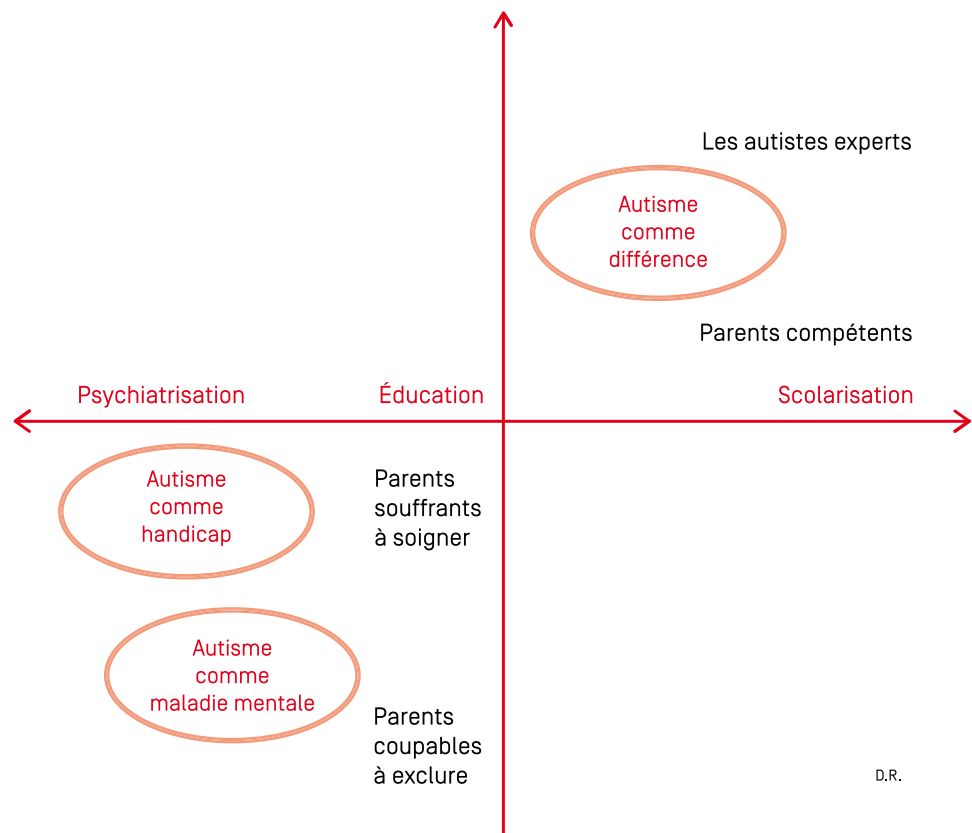 Les autistes experts
Autisme
comme
différence
Parents compétents
Psychiatrisation
Éducation
Scolarisation
Autisme
comme
handicap
Parents
souffrants
à soigner
Autisme
comme
maladie mentale
Parents
coupables
à exclure
D.R.